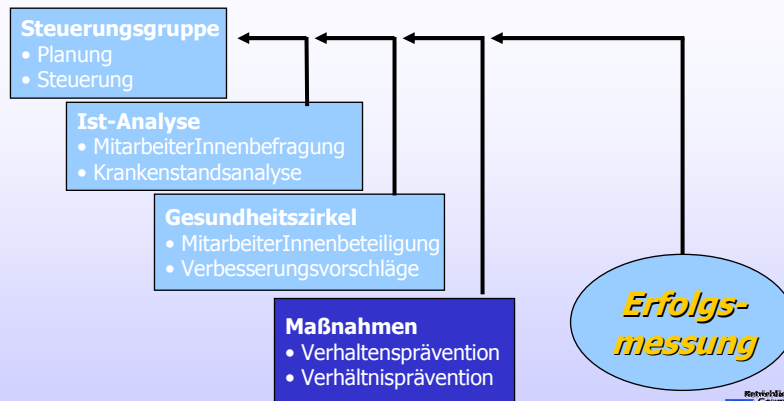 Steuerungsgruppe
• Planung
• Steuerung
Ist-Analyse
• MitarbeiterInnenbefragung
• Krankenstandsanalyse
Gesundheitszirkel
• MitarbeiterInnenbeteiligung
• Verbesserungsvorschläge
Maßnahmen
• Verhaltensprävention
• Verhältnisprävention
Erfolgs-
messung